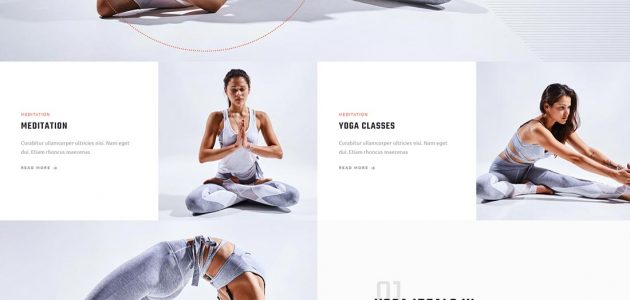 MEDITATION
MEDITATION
Curabitur ullamcorper ultricies nisi. Nam eget
dui. Etiam rhoncus maecenas
READ MORE
MEDITATION
YOGA CLASSES
Curabitur ullamcorper ultricies nisi. Nam eget
dui. Etiam rhoncus maecenas
READ MORE
01